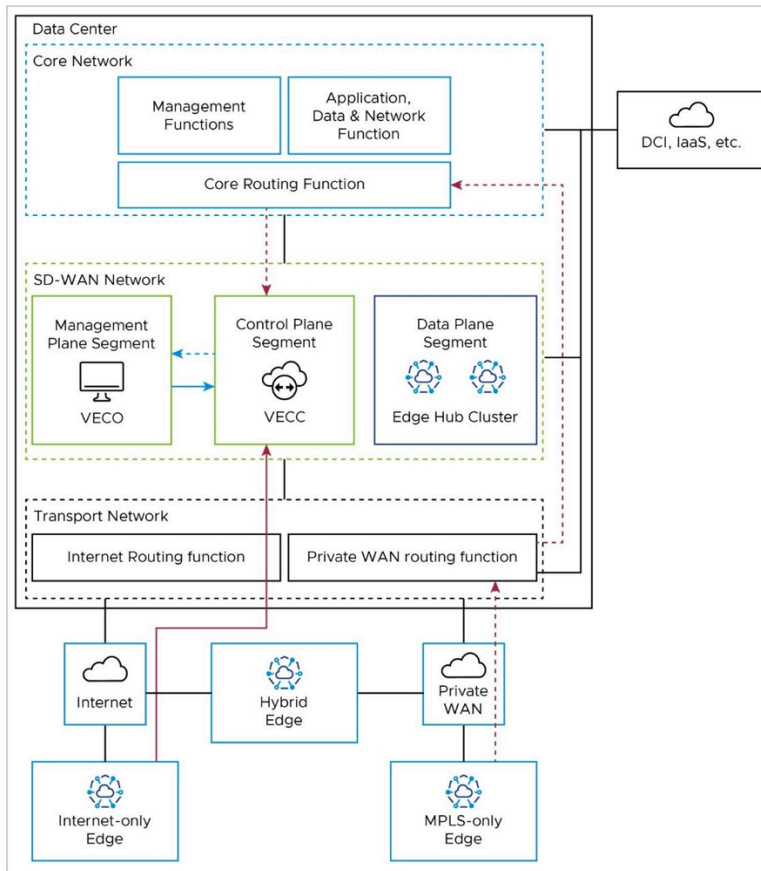 Data Center
Core Network
Management
Functions
Application,
Data & Network
Function
Core Routing Function
DCI, IaaS, etc.
SD-WAN Network
Management
Plane Segment
VECO
Control Plane
Segment
VECC
Data Plane
Segment
Edge Hub Cluster
Transport Network
Internet Routing function
Private WAN routing function
Internet
Hybrid
Edge
Private
WAN
Internet-only
Edge
MPLS-only
Edge